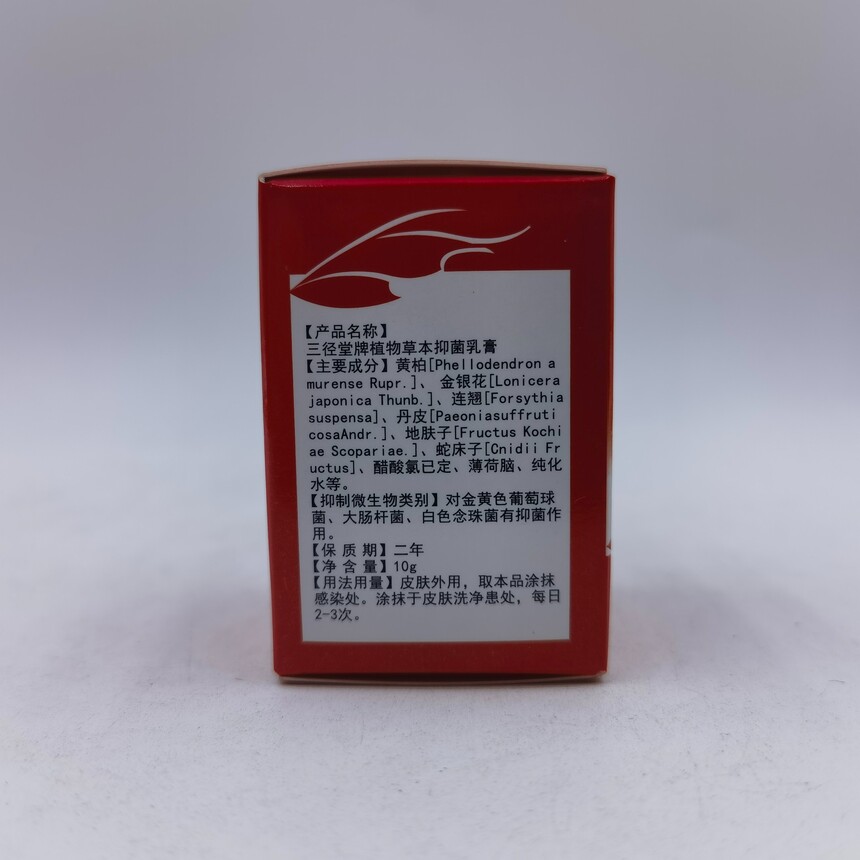 【产品名称】
三径堂牌植物草本抑菌乳膏
【主要成分】黄柏[Phellodendron a
murense Rupr.]、金银花[Lonicera
japonica Thunb.]、连翘[Forsythia
suspensa]、丹皮[Paeoniasuffruti
cosaAndr.]、地肤子[Fructus Kochi
ae Scopariae.]、蛇床子[Cnidii Fr
uctus]、醋酸氯已定、薄荷脑、纯化
水等。
【抑制微生物类别】对金黄色葡萄球
菌、大肠杆菌、白色念珠菌有抑菌作
用。
【保 质 期】二年
【净 含 量】10g
【用法用量】皮肤外用，取本品涂抹
感染处。涂抹于皮肤洗净患处，每日
2-3次。